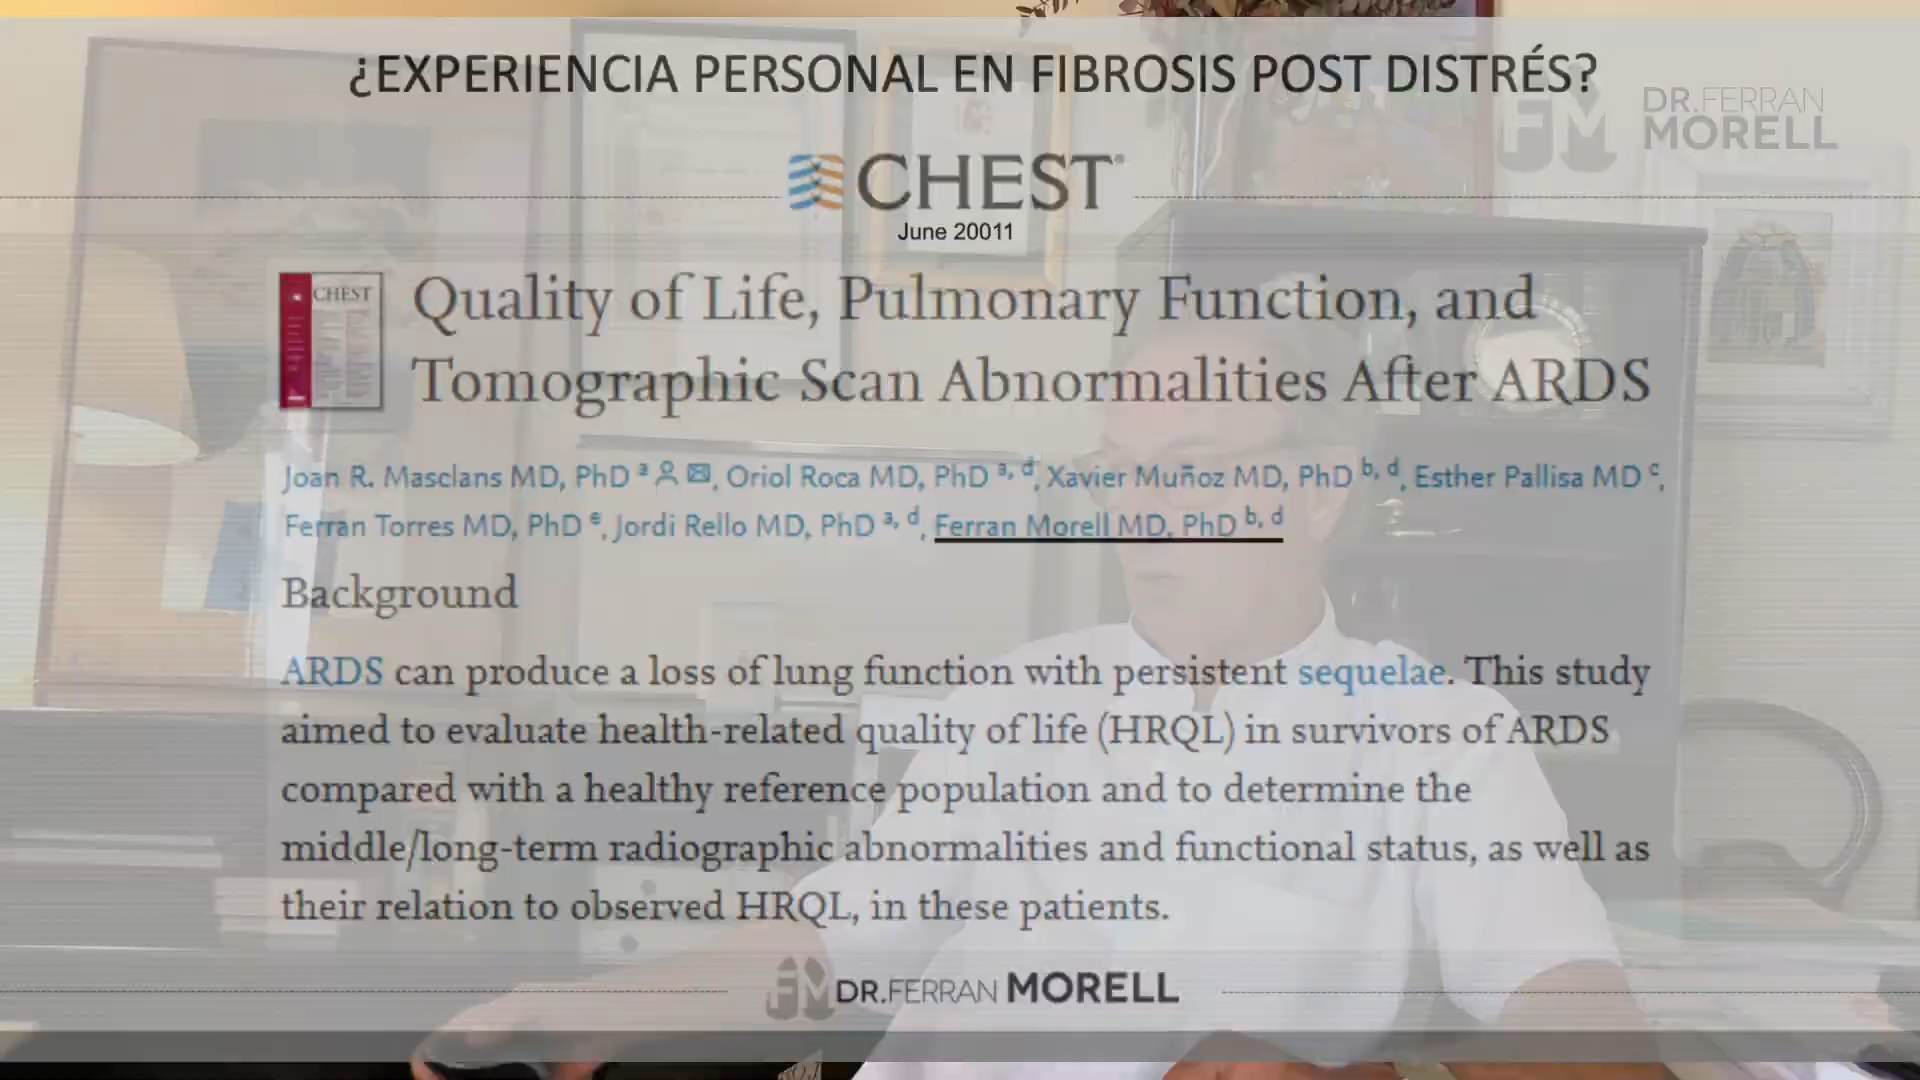 ¿EXPERIENCIA PERSONAL EN FIBROSIS POST DISTRÉS?
FM DR.FERRAN
MORELL
CHEST
June 20011
CHEST
Quality of Life, Pulmonary Function, and
Tomographic Scan Abnormalities After ARDS
Joan R. Masclans MD, PhD a, Oriol Roca MD, PhD a, d, Xavier Muñoz MD, PhD b, d, Esther Pallisa MD c,
Ferran Torres MD, PhD e, Jordi Rello MD, PhD a, d, Ferran Morell MD, PhD b, d
Background
ARDS can produce a loss of lung function with persistent sequelae. This study
aimed to evaluate health-related quality of life (HRQL) in survivors of ARDS
compared with a healthy reference population and to determine the
middle/long-term radiographic abnormalities and functional status, as well as
their relation to observed HRQL, in these patients.
FM DR.FERRAN MORELL